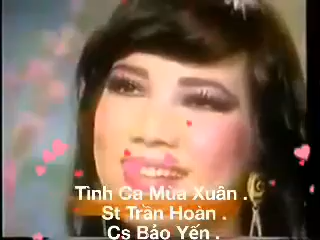 Tình Ca Mùa Xuân .
St Trần Hoàn .
Cs Bảo Yến .